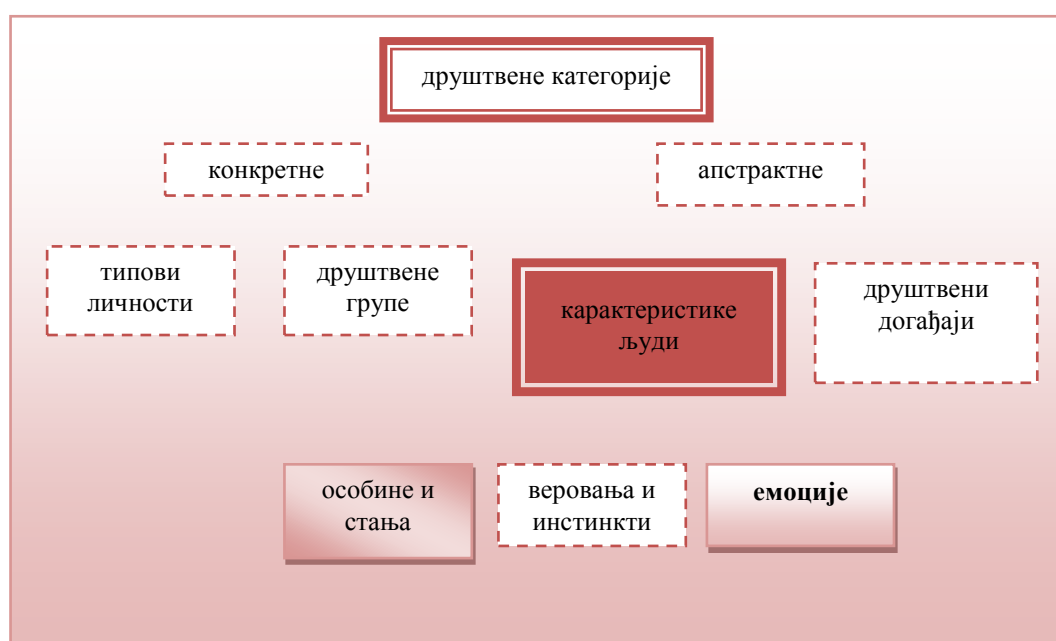 друштвене категорије
конкретне
апстрактне
типови
личности
друштвене
групе
карактеристике
људи
друштвени
догађаји
особине и
стања
веровања и
инстинкти
емоције